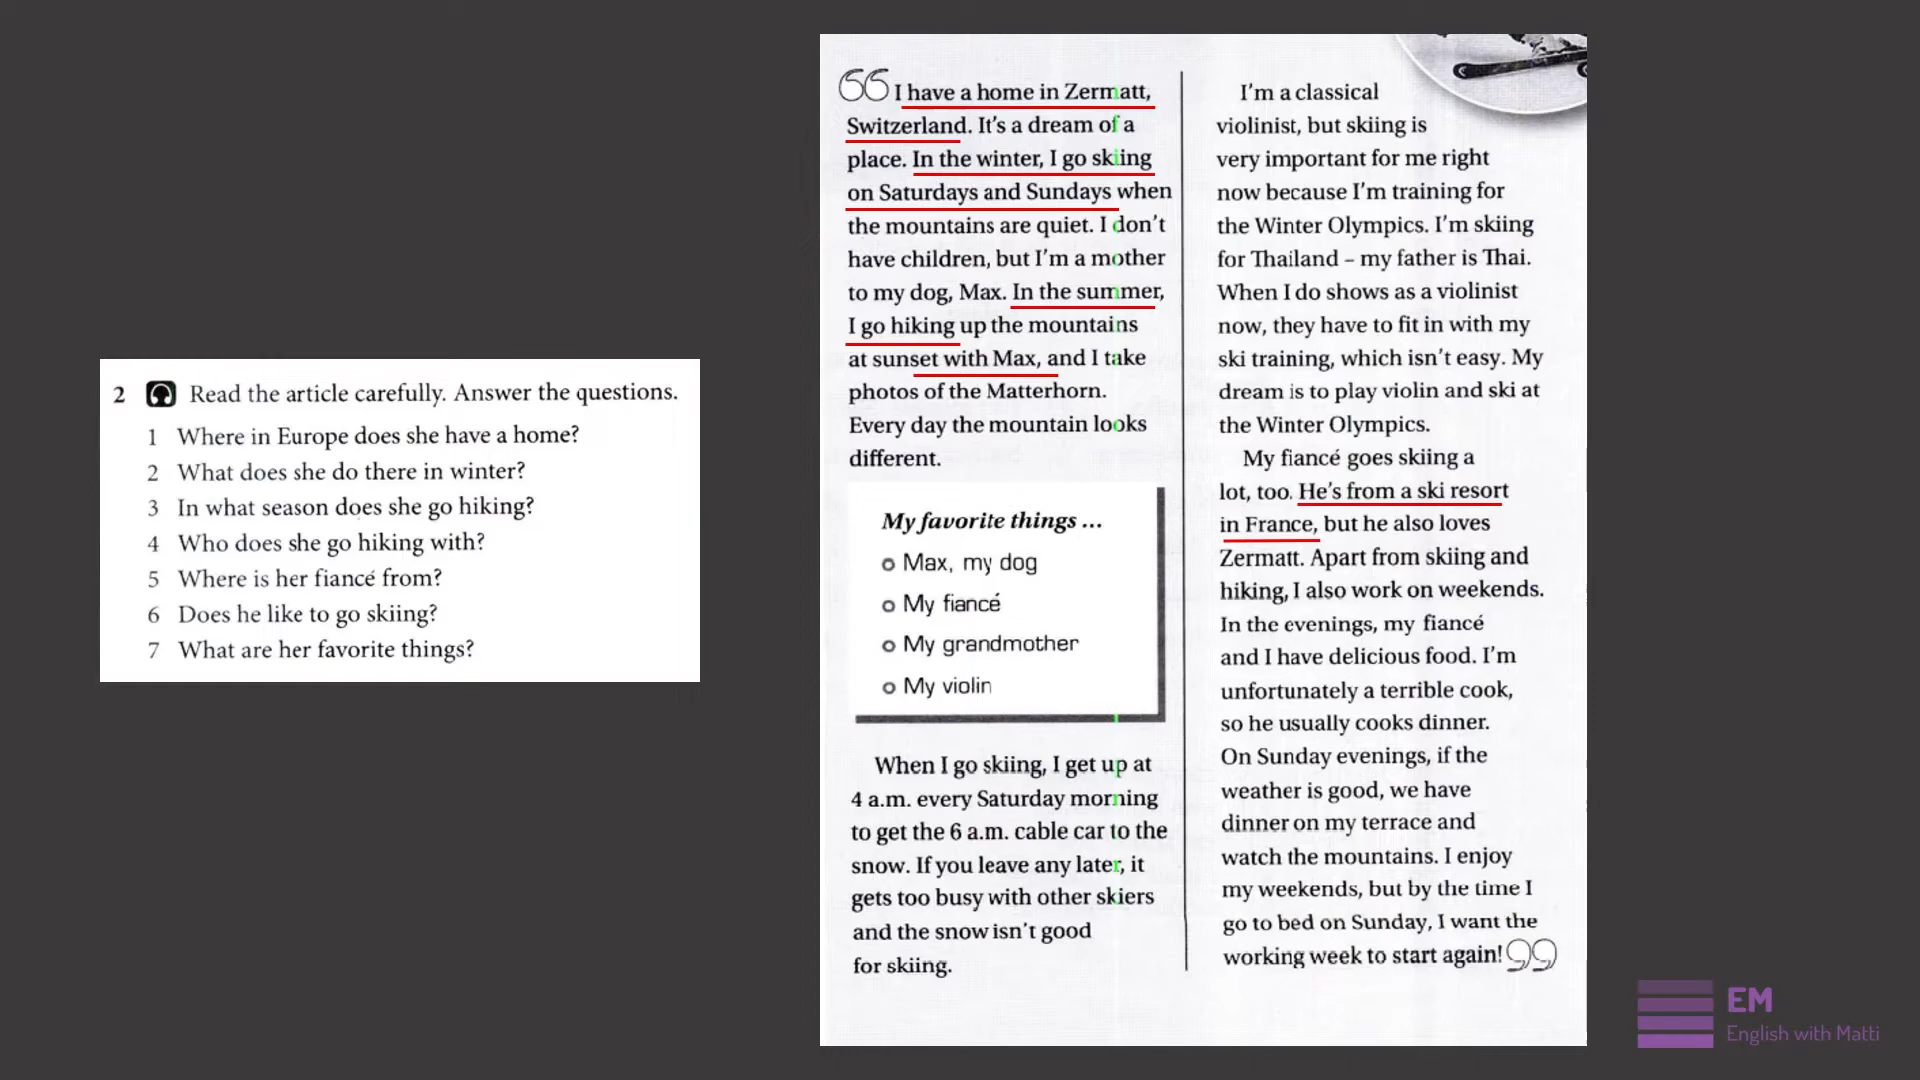 2 Read the article carefully. Answer the questions.
1 Where in Europe does she have a home?
2 What does she do there in winter?
3 In what season does she go hiking?
4 Who does she go hiking with?
5 Where is her fiancé from?
6 Does he like to go skiing?
7 What are her favorite things?
“I have a home in Zermatt,
Switzerland. It’s a dream of a
place. In the winter, I go skiing
on Saturdays and Sundays when
the mountains are quiet. I don’t
have children, but I’m a mother
to my dog, Max. In the summer,
I go hiking up the mountains
at sunset with Max, and I take
photos of the Matterhorn.
Every day the mountain looks
different.
My favorite things ...
Max, my dog
My fiancé
My grandmother
My violin
When I go skiing, I get up at
4 a.m. every Saturday morning
to get the 6 a.m. cable car to the
snow. If you leave any later, it
gets too busy with other skiers
and the snow isn’t good
for skiing.
I’m a classical
violinist, but skiing is
very important for me right
now because I’m training for
the Winter Olympics. I’m skiing
for Thailand – my father is Thai.
When I do shows as a violinist
now, they have to fit in with my
ski training, which isn’t easy. My
dream is to play violin and ski at
the Winter Olympics.
My fiancé goes skiing a
lot, too. He’s from a ski resort
in France, but he also loves
Zermatt. Apart from skiing and
hiking, I also work on weekends.
In the evenings, my fiancé
and I have delicious food. I’m
unfortunately a terrible cook,
so he usually cooks dinner.
On Sunday evenings, if the
weather is good, we have
dinner on my terrace and
watch the mountains. I enjoy
my weekends, but by the time I
go to bed on Sunday, I want the
working week to start again!”
EM
English with Matti